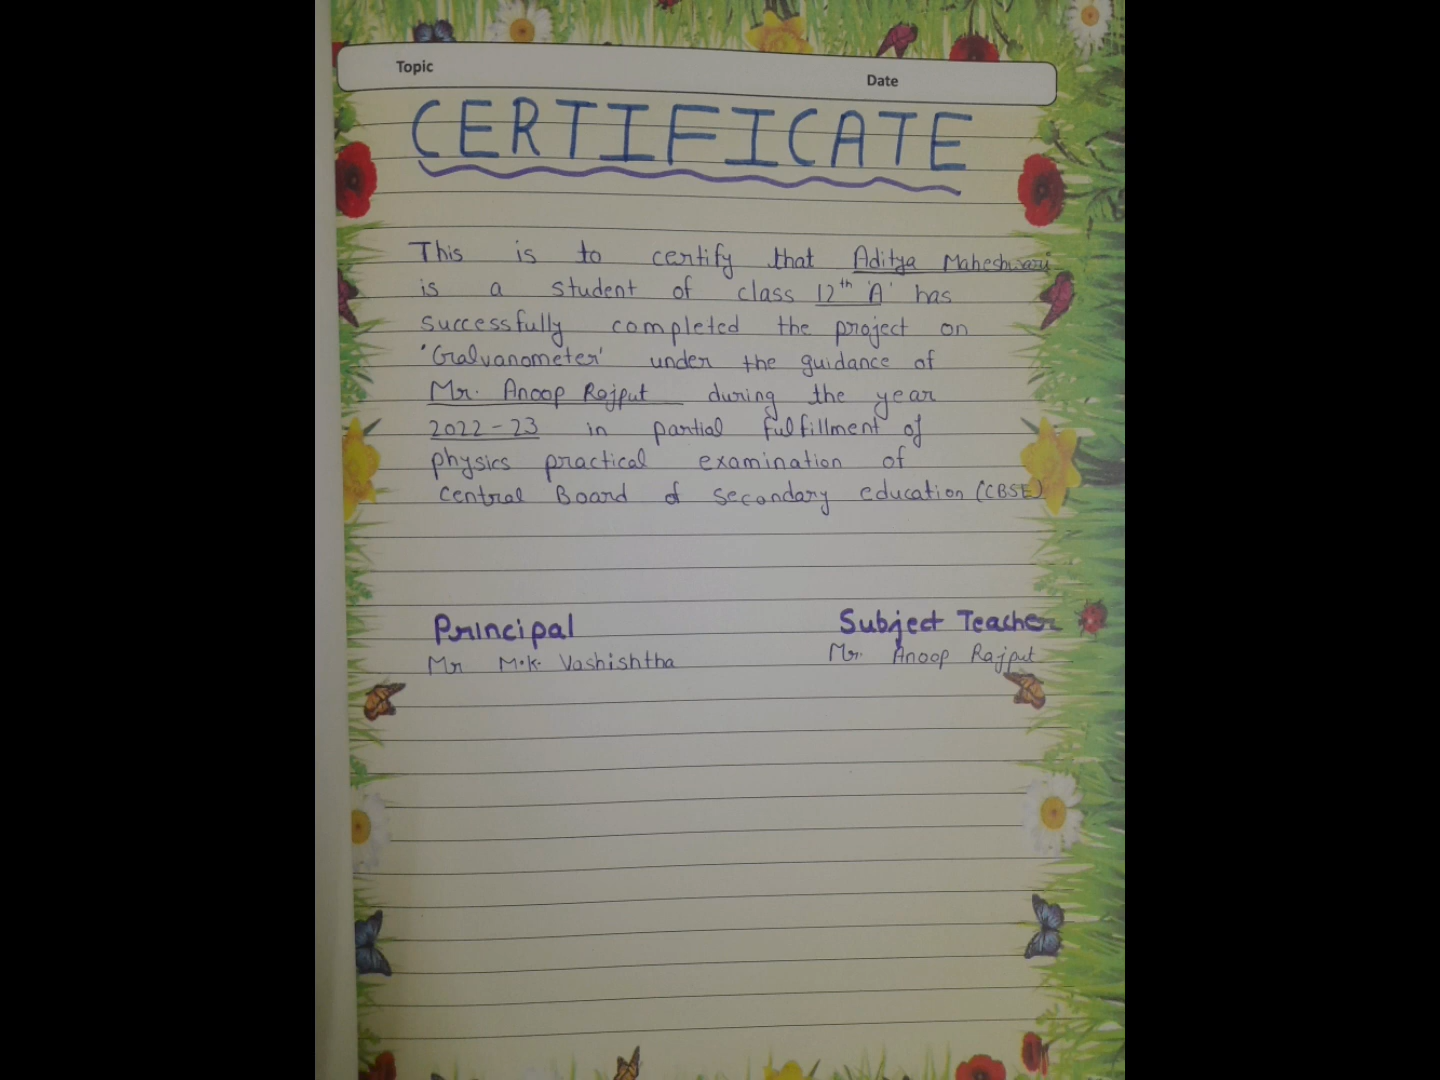 Topic
Date
CERTIFICATE
This is to certify that Aditya Maheshwari
is a student of class 12th 'A' has
successfully completed the project on
'Galvanometer' under the guidance of
Mr. Anoop Rajput during the year
2022-23 in partial fulfillment of
physics practical examination of
Central Board of secondary education (CBSE)
Principal
Subject Teacher
Mr M.K. Vashishtha
Mr. Anoop Rajput